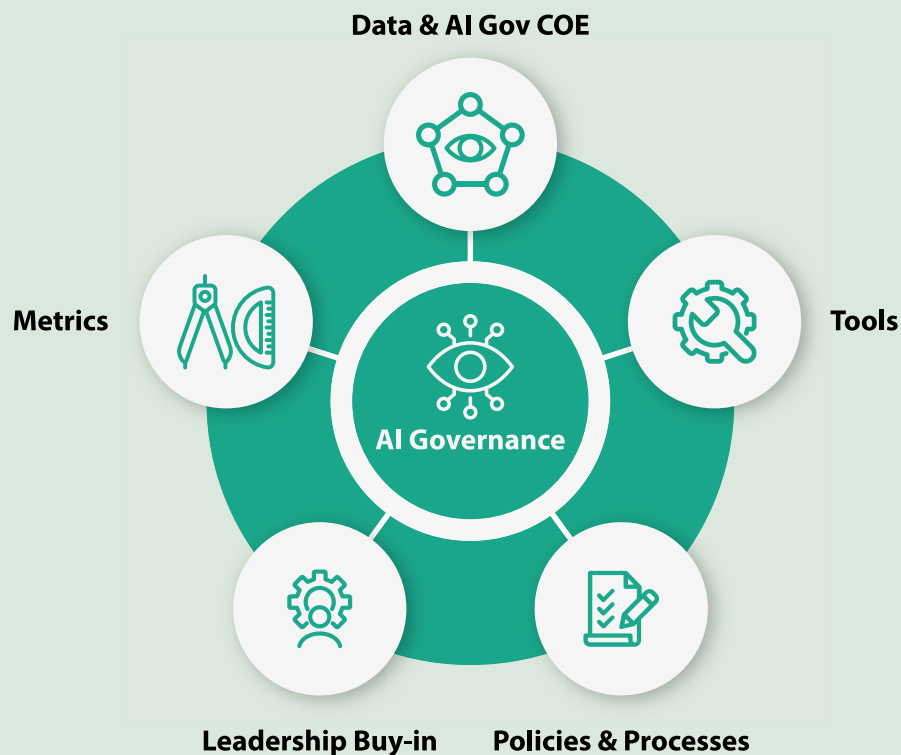 Data & AI Gov COE
Metrics
Tools
AI Governance
Leadership Buy-in
Policies & Processes